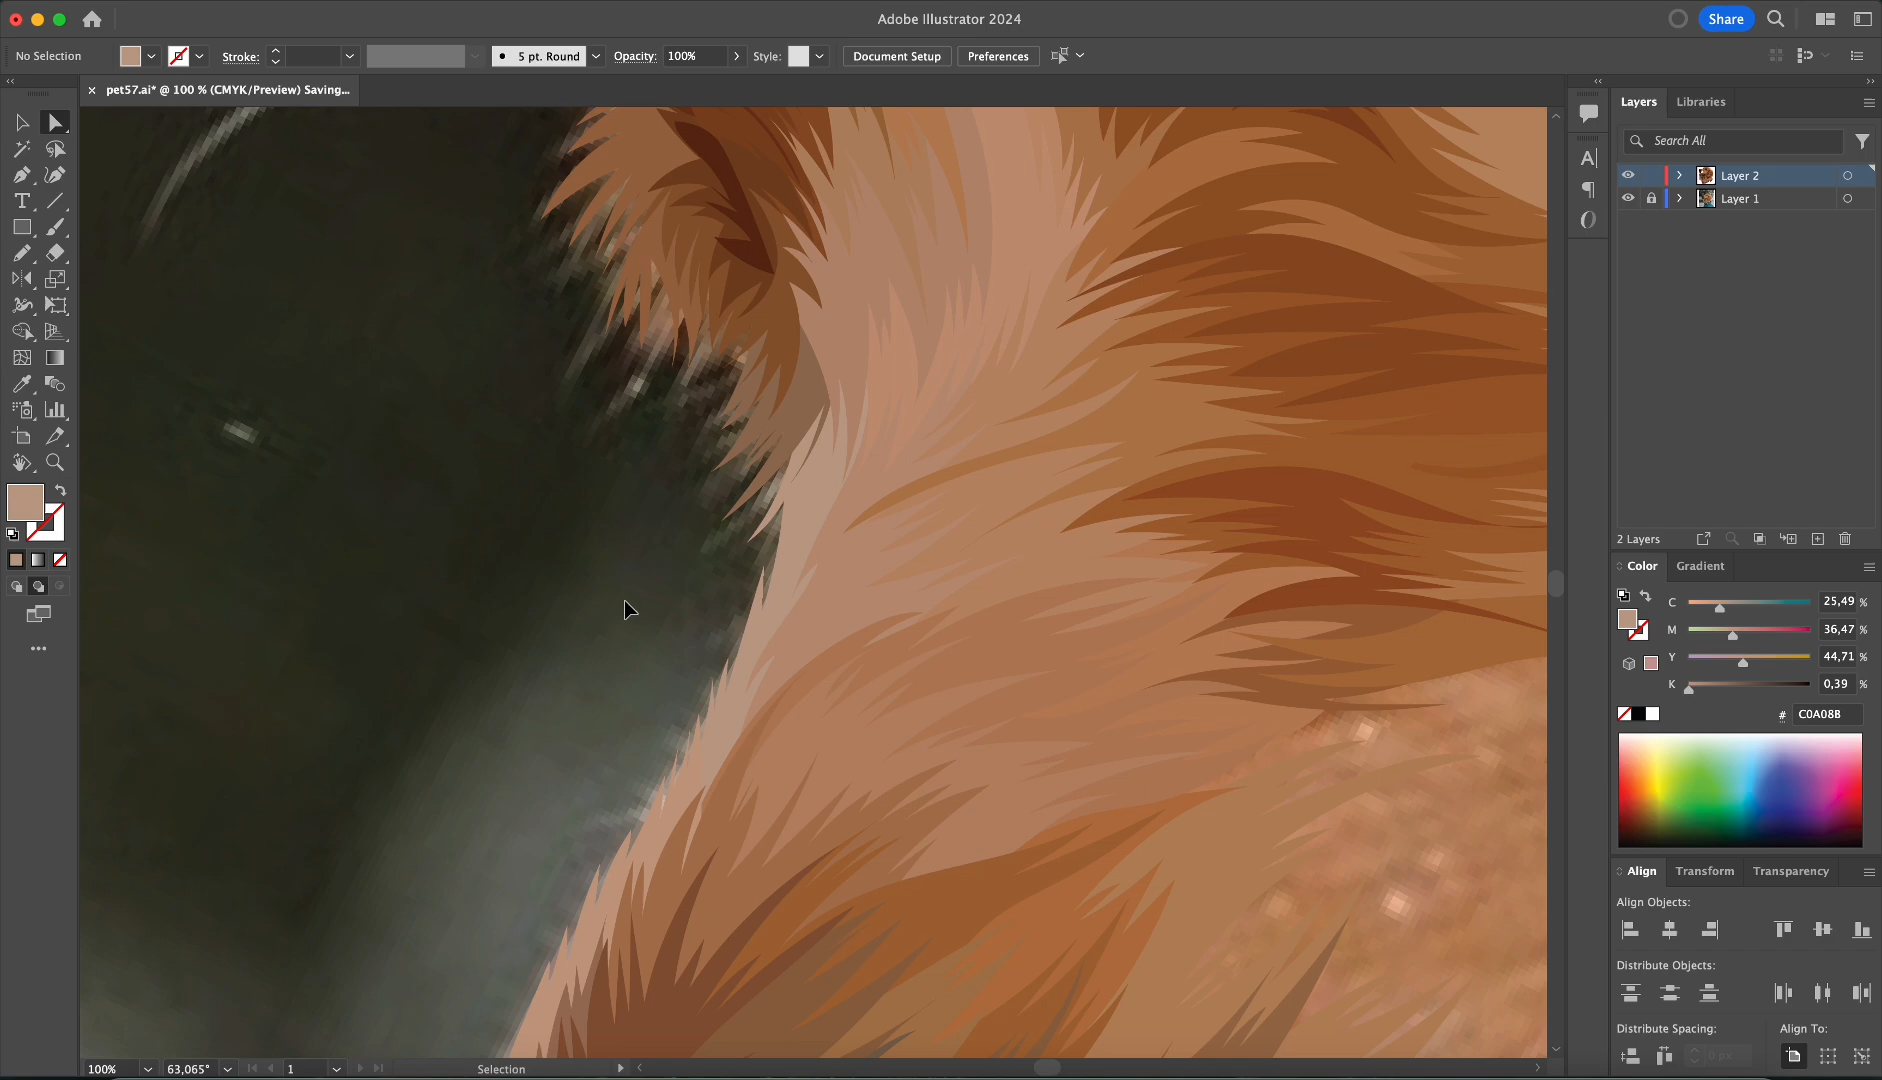 Adobe Illustrator 2024
Share
No Selection
Stroke:
5 pt. Round
Opacity: 100%
Style:
Document Setup
Preferences
pet57.ai* @ 100 % (CMYK/Preview) Saving...
Layers
Libraries
Search All
Layer 2
Layer 1
2 Layers
Color
Gradient
C 25,49 %
M 36,47 %
Y 44,71 %
K 0,39 %
# C0A08B
Align
Transform
Transparency
Align Objects:
Distribute Objects:
Distribute Spacing:
Align To:
0 px
100%
63,065°
1
Selection